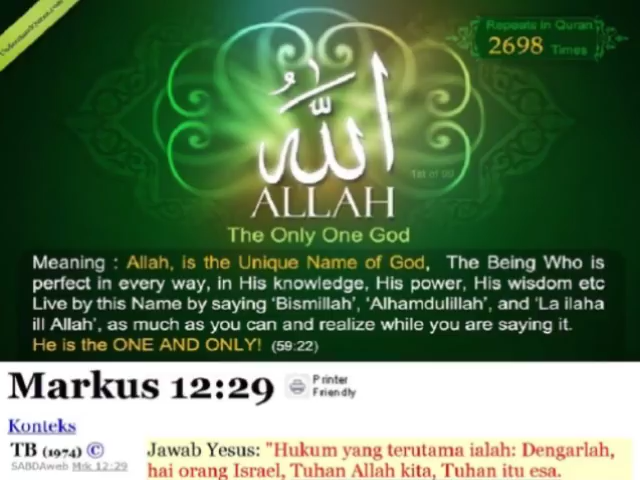 Understandquran.com
Repeats in Quran
2698 Times
الله
1st of 99
ALLAH
The Only One God
Meaning : Allah, is the Unique Name of God, The Being Who is
perfect in every way, in His knowledge, His power, His wisdom etc
Live by this Name by saying ‘Bismillah’, ‘Alhamdulillah’, and ‘La ilaha
ill Allah’, as much as you can and realize while you are saying it.
He is the ONE AND ONLY! (59:22)
Markus 12:29
Printer
Friendly
Konteks
TB (1974) ©
SABDAweb Mrk 12:29
Jawab Yesus: "Hukum yang terutama ialah: Dengarlah,
hai orang Israel, Tuhan Allah kita, Tuhan itu esa.